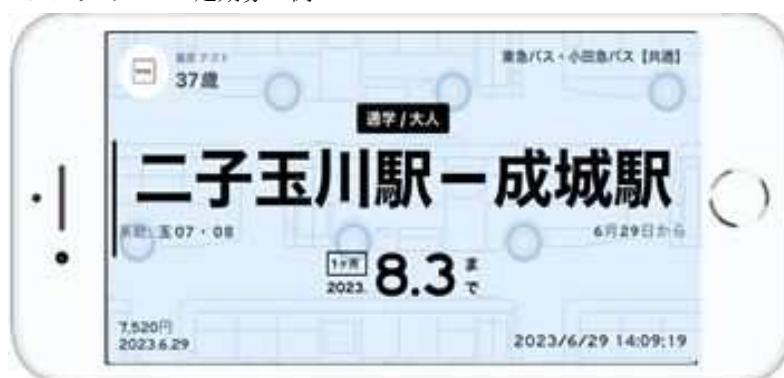 37歳
東急バス・小田急バス【共通】
通学/大人
二子玉川駅ー成城駅
玉07・08
6月29日から
1ヶ月
2023. 8.3 まで
7,520円
2023.6.29
2023/6/29 14:09:19